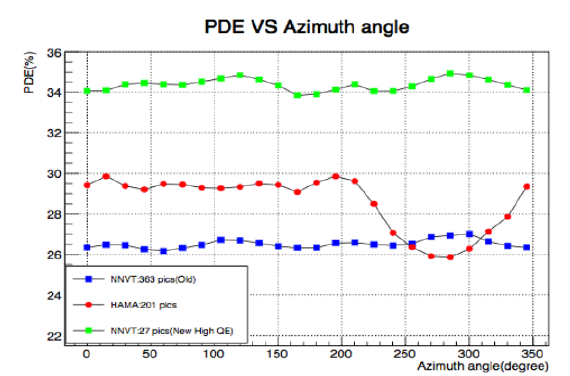 PDE VS Azimuth angle
PDE(%)
36
34
32
30
28
26
24
22
NNVT:363 pics(Old)
HAMA:201 pics
NNVT:27 pics(New High QE)
0 50 100 150 200 250 300 350
Azimuth angle(degree)